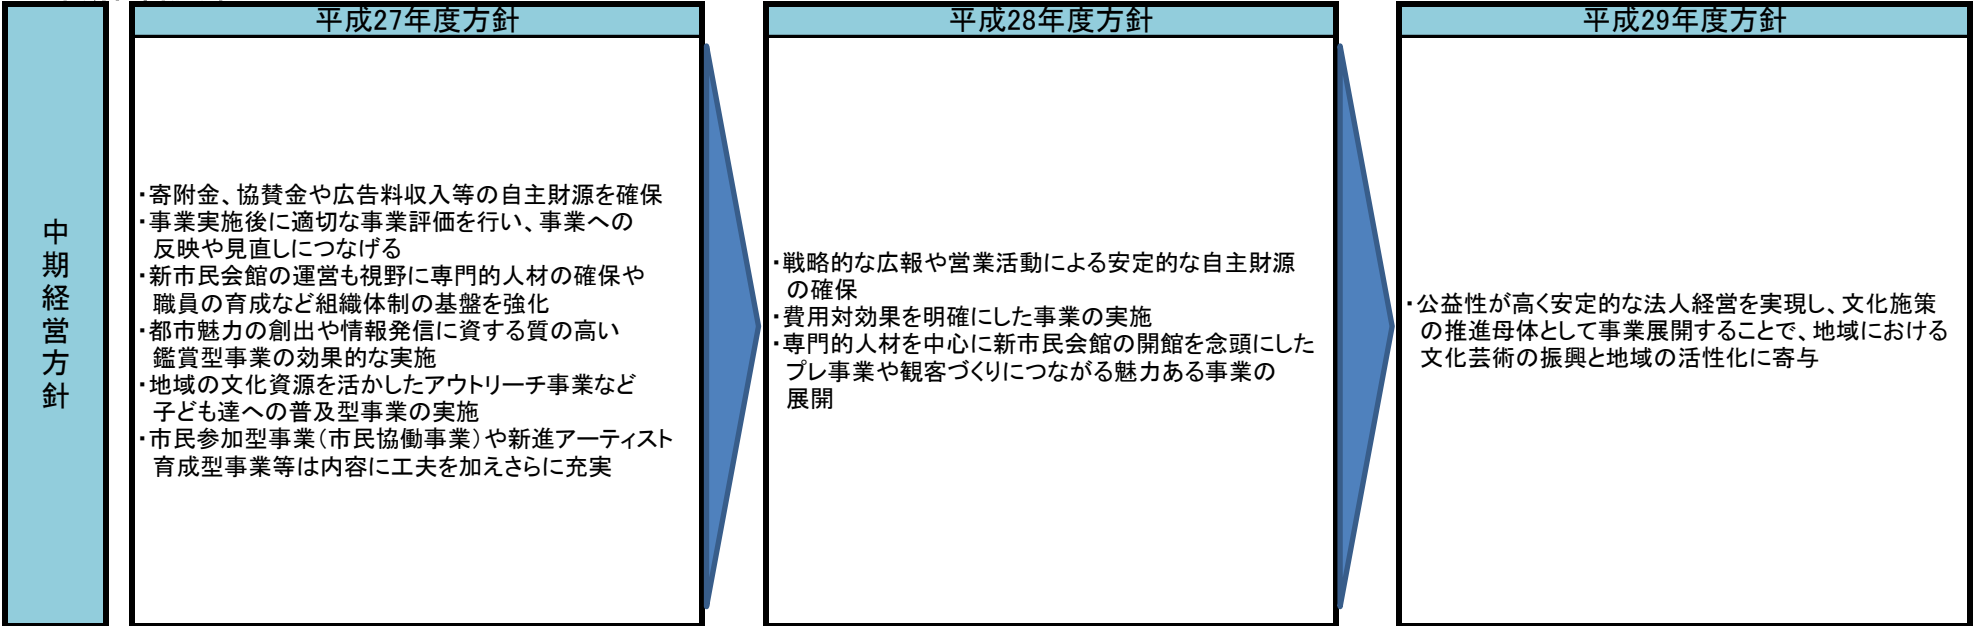 中期経営方針
平成27年度方針
・寄附金、協賛金や広告料収入等の自主財源を確保
・事業実施後に適切な事業評価を行い、事業への
反映や見直しにつなげる
・新市民会館の運営も視野に専門的人材の確保や
職員の育成など組織体制の基盤を強化
・都市魅力の創出や情報発信に資する質の高い
鑑賞型事業の効果的な実施
・地域の文化資源を活かしたアウトリーチ事業など
子ども達への普及型事業の実施
・市民参加型事業(市民協働事業)や新進アーティスト
育成型事業等は内容に工夫を加えさらに充実
平成28年度方針
・戦略的な広報や営業活動による安定的な自主財源
の確保
・費用対効果を明確にした事業の実施
・専門的人材を中心に新市民会館の開館を念頭にした
プレ事業や観客づくりにつながる魅力ある事業の
展開
平成29年度方針
・公益性が高く安定的な法人経営を実現し、文化施策
の推進母体として事業展開することで、地域における
文化芸術の振興と地域の活性化に寄与